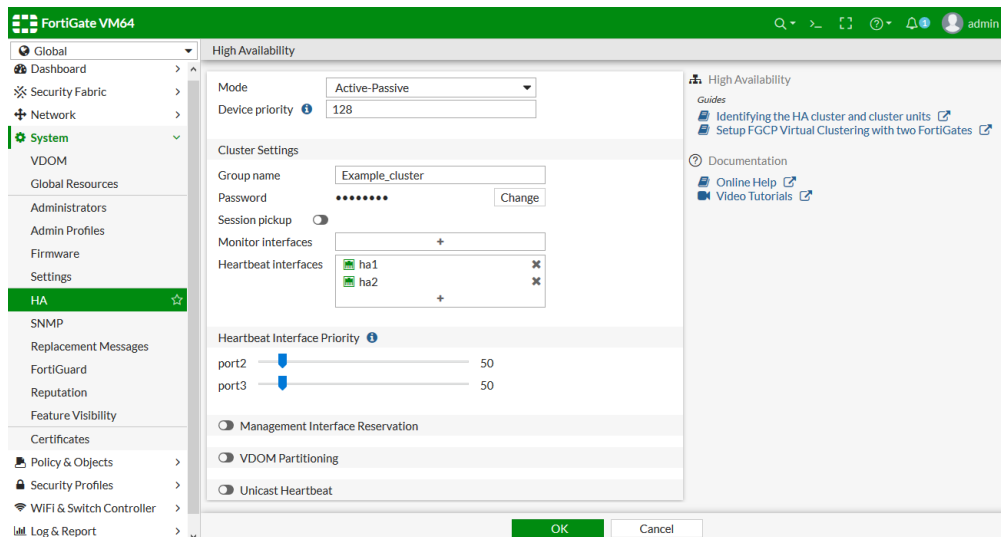 FortiGate VM64
1
admin
Global
Dashboard
Security Fabric
Network
System
VDOM
Global Resources
Administrators
Admin Profiles
Firmware
Settings
HA
SNMP
Replacement Messages
FortiGuard
Reputation
Feature Visibility
Certificates
Policy & Objects
Security Profiles
WiFi & Switch Controller
Log & Report
High Availability
Mode
Active-Passive
Device priority
128
Cluster Settings
Group name
Example_cluster
Password
••••••••
Change
Session pickup
Monitor interfaces
+
Heartbeat interfaces
ha1
ha2
+
Heartbeat Interface Priority
port2
50
port3
50
Management Interface Reservation
VDOM Partitioning
Unicast Heartbeat
OK
Cancel
High Availability
Guides
Identifying the HA cluster and cluster units
Setup FGCP Virtual Clustering with two FortiGates
Documentation
Online Help
Video Tutorials